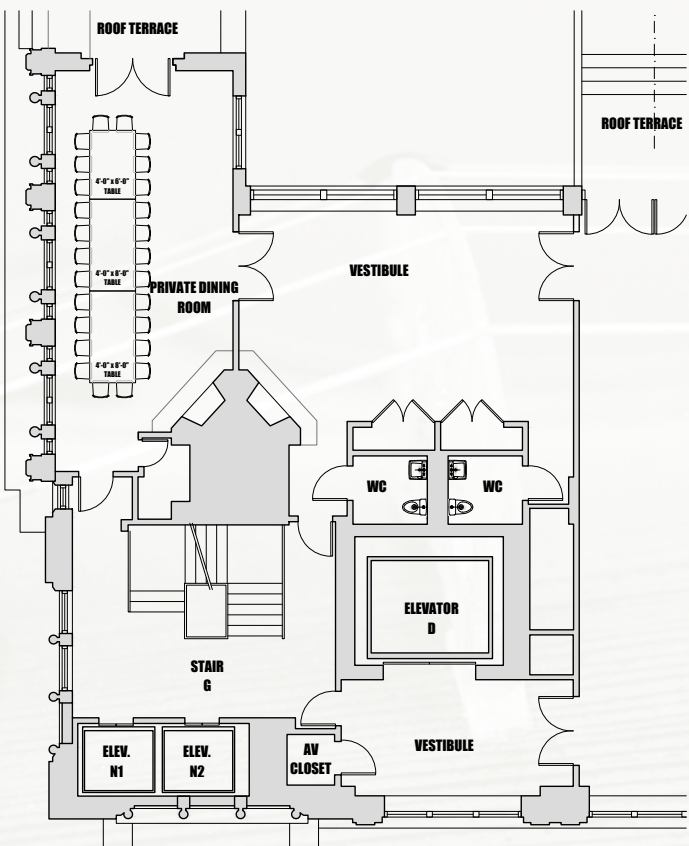 ROOF TERRACE
ROOF TERRACE
4'-0" x 6'-0"
TABLE
VESTIBULE
4'-0" x 8'-0"
TABLE
PRIVATE DINING
ROOM
4'-0" x 8'-0"
TABLE
WC
WC
ELEVATOR
D
STAIR
G
ELEV.
N1
ELEV.
N2
AV
CLOSET
VESTIBULE